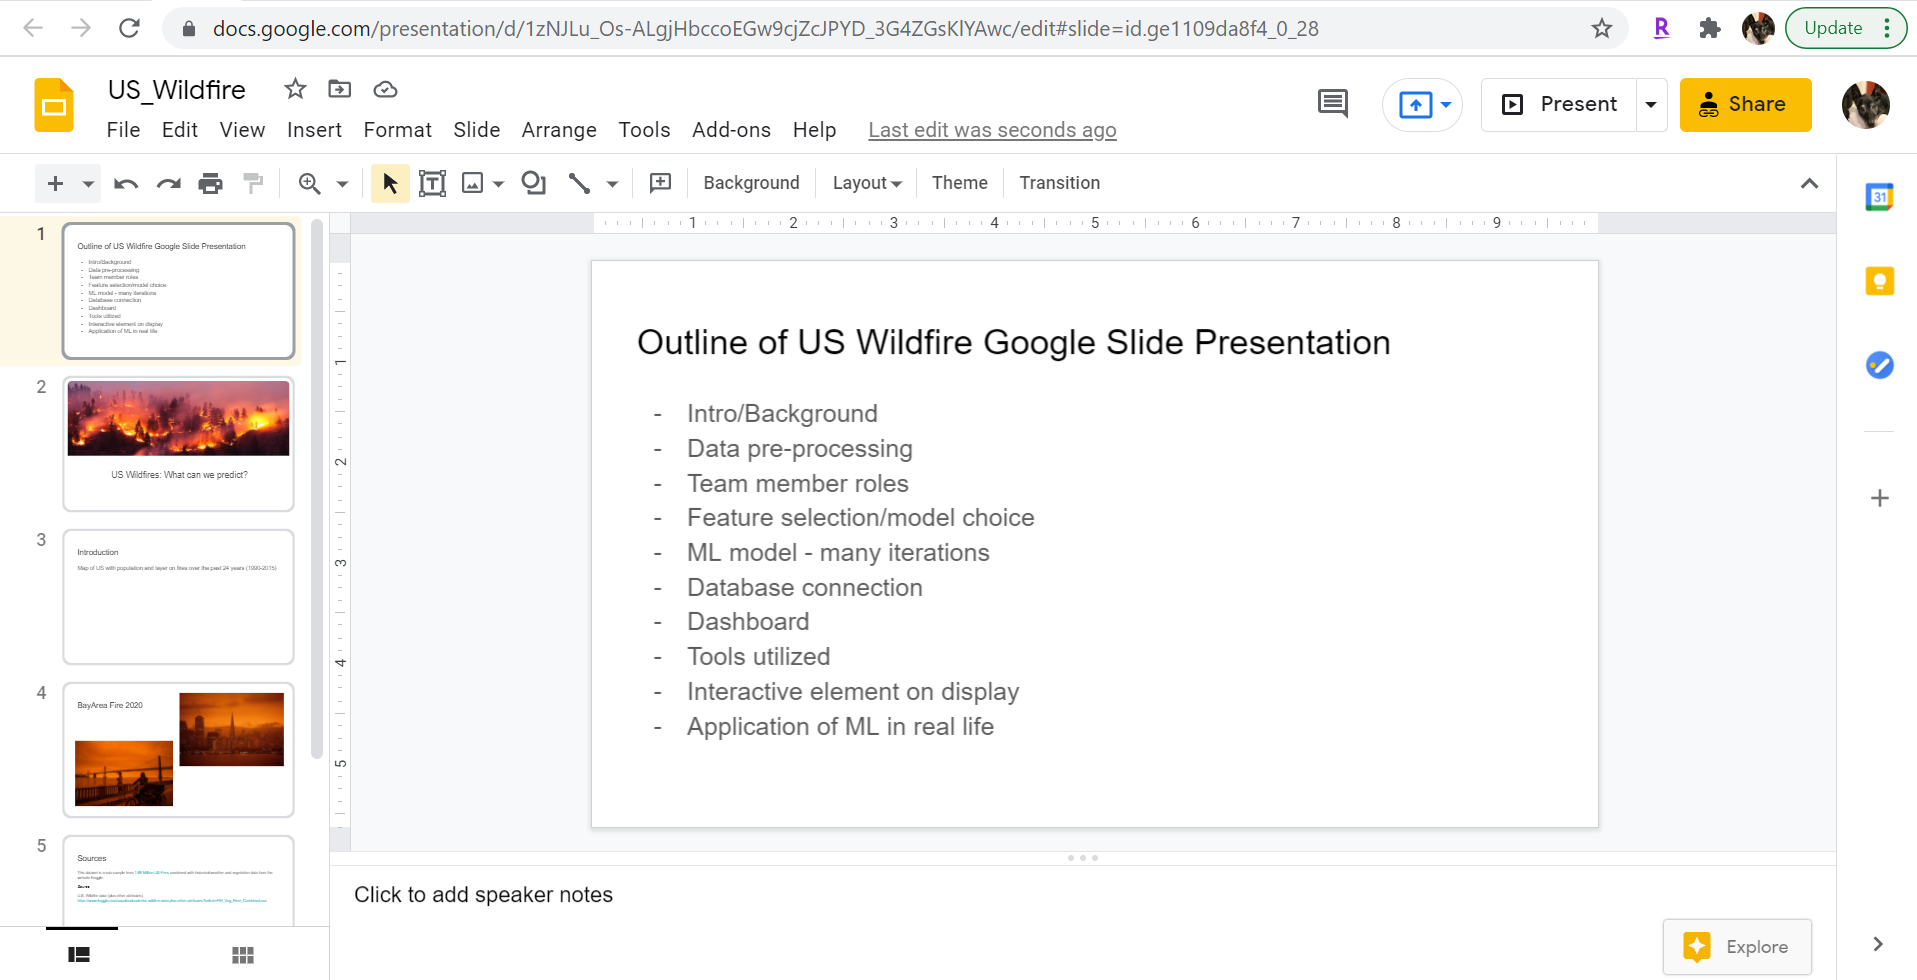 docs.google.com/presentation/d/1zNJLu_Os-ALgjHbccoEGw9cjZcJPYD_3G4ZGsKlYAwc/edit#slide=id.ge1109da8f4_0_28
R
Update
US_Wildfire
File Edit View Insert Format Slide Arrange Tools Add-ons Help Last edit was seconds ago
Present
Share
Background Layout Theme Transition
31
1 2 3 4 5 6 7 8 9
1
2
3
4
5
1
Outline of US Wildfire Google Slide Presentation
- Intro/Background
- Data pre-processing
- Team member roles
- Feature selection/model choice
- ML model - many iterations
- Database connection
- Dashboard
- Tools utilized
- Interactive element on display
- Application of ML in real life
2
US Wildfires: What can we predict?
3
Introduction
Map of US with population and layer on fires over the past 24 years (1990-2015)
4
BayArea Fire 2020
5
Sources
Outline of US Wildfire Google Slide Presentation
- Intro/Background
- Data pre-processing
- Team member roles
- Feature selection/model choice
- ML model - many iterations
- Database connection
- Dashboard
- Tools utilized
- Interactive element on display
- Application of ML in real life
Click to add speaker notes
Explore